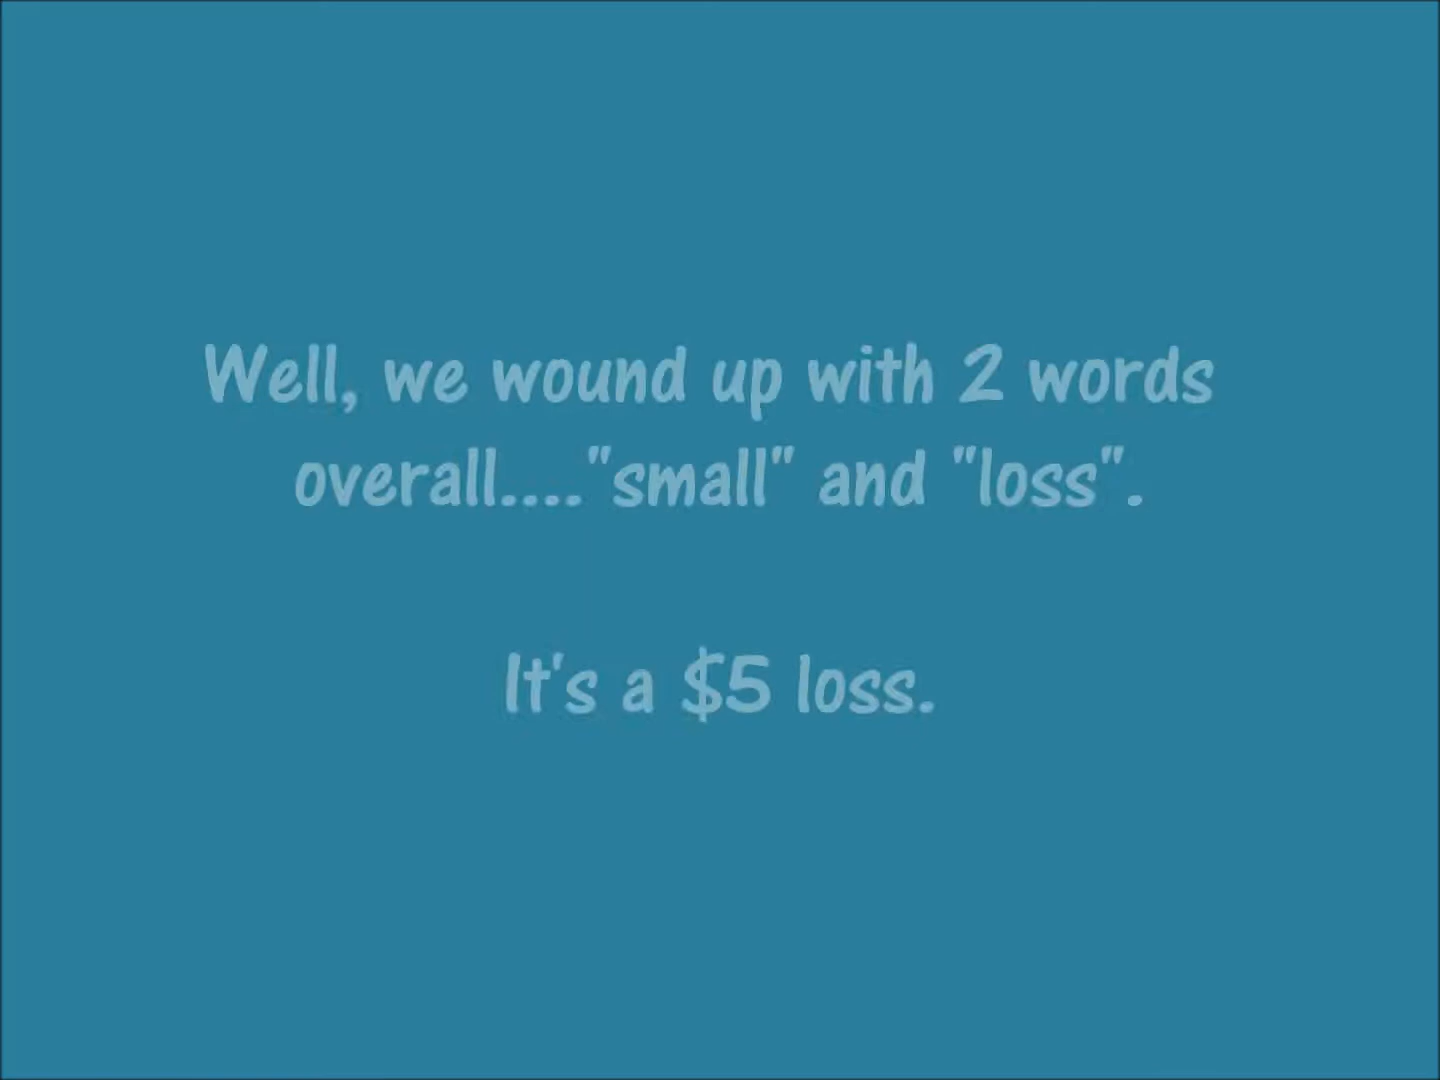 Well, we wound up with 2 words
overall...."small" and "loss".
It's a $5 loss.